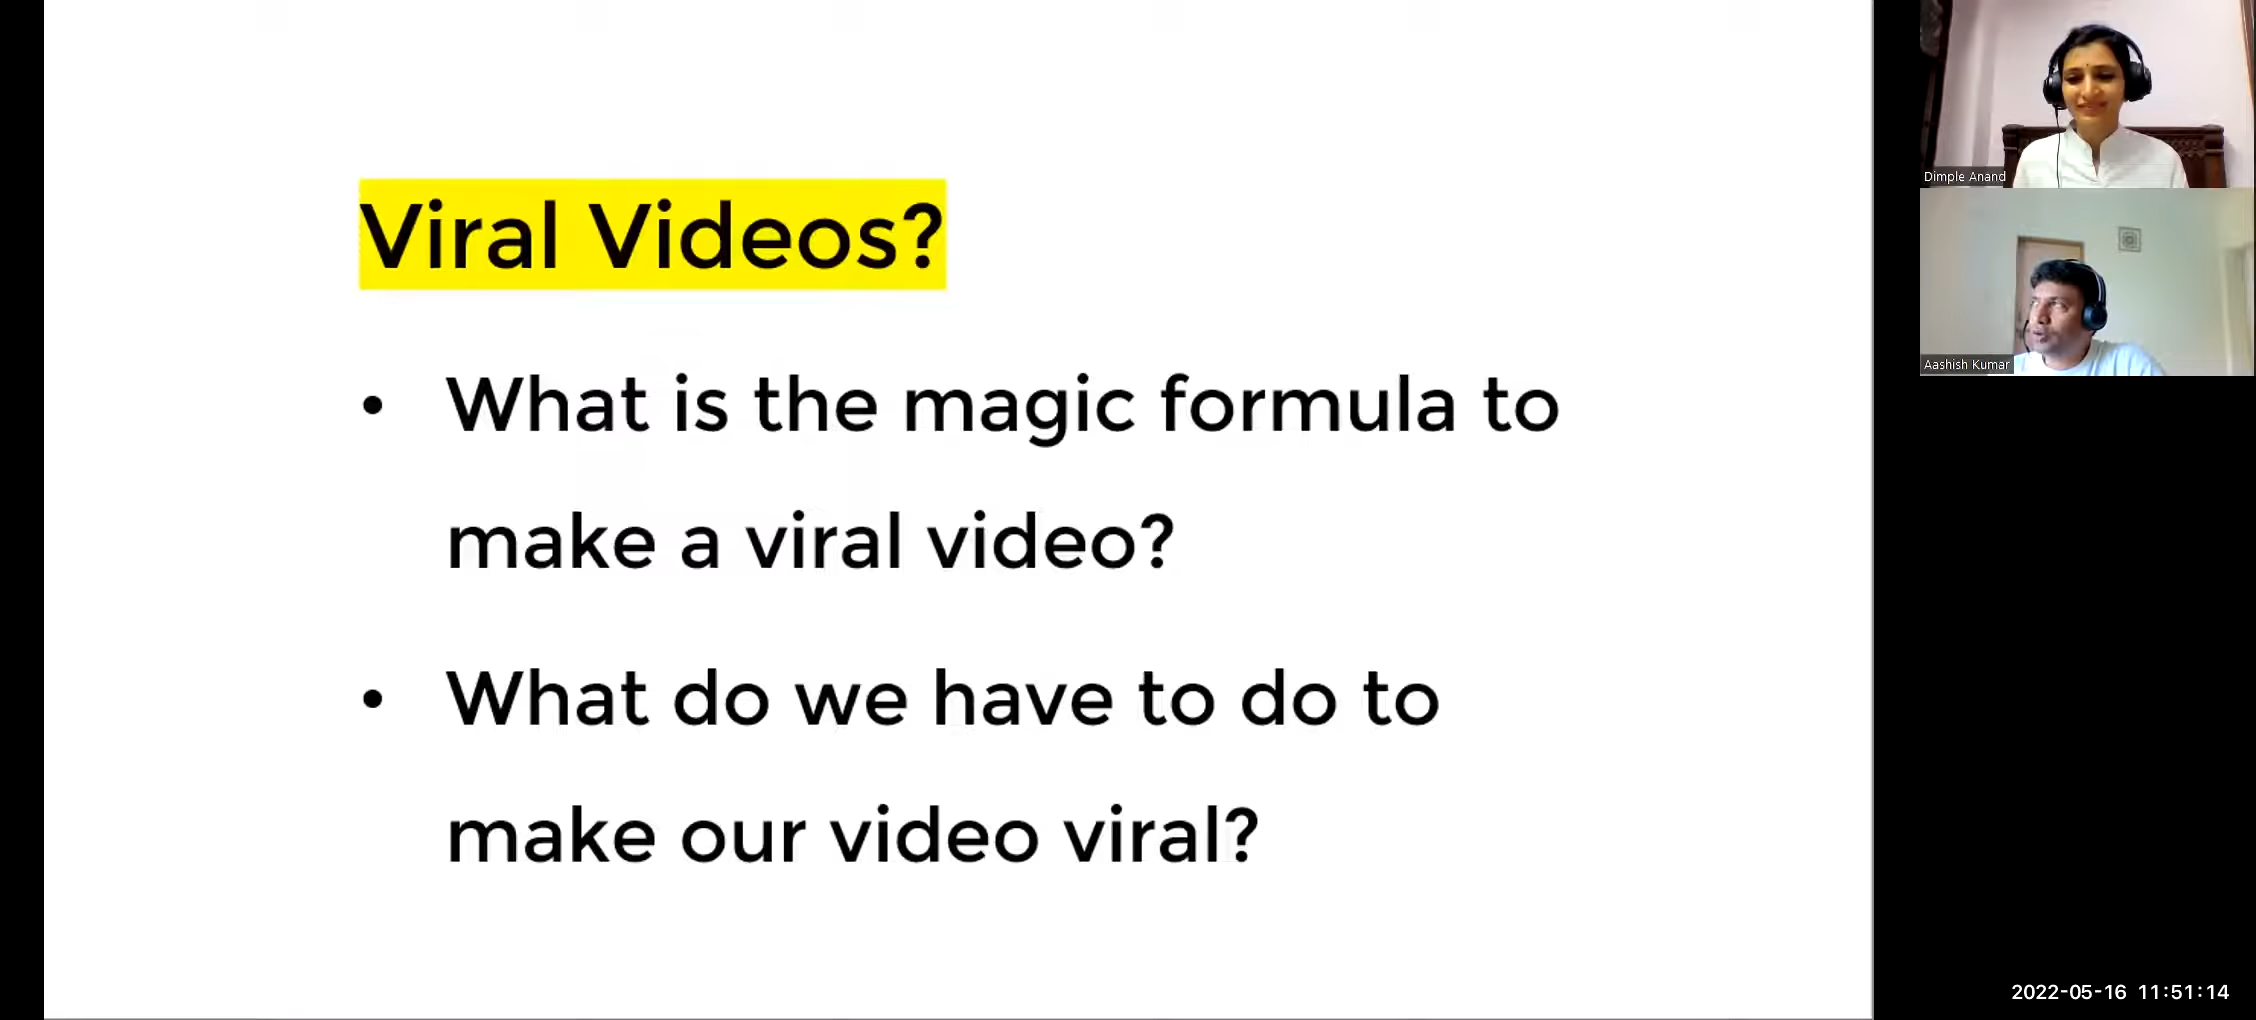 Viral Videos?
• What is the magic formula to
make a viral video?
• What do we have to do to
make our video viral?
Dimple Anand
Aashish Kumar
2022-05-16 11:51:14